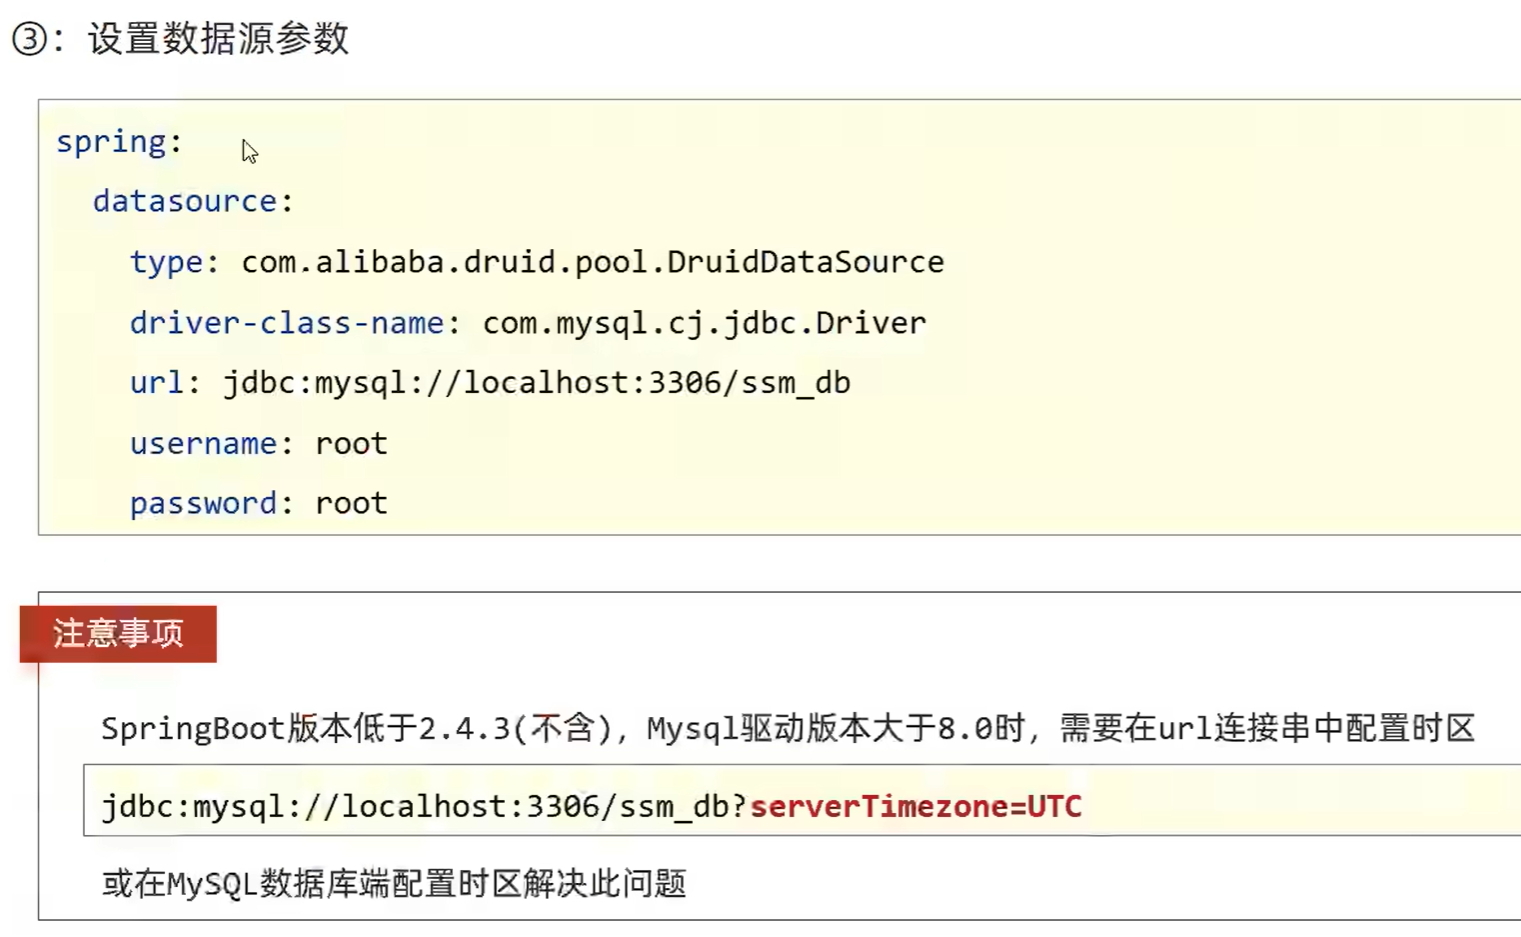 ③：设置数据源参数
spring:
datasource:
type: com.alibaba.druid.pool.DruidDataSource
driver-class-name: com.mysql.cj.jdbc.Driver
url: jdbc:mysql://localhost:3306/ssm_db
username: root
password: root
注意事项
SpringBoot版本低于2.4.3(不含)，Mysql驱动版本大于8.0时，需要在url连接串中配置时区
jdbc:mysql://localhost:3306/ssm_db?serverTimezone=UTC
或在MySQL数据库端配置时区解决此问题